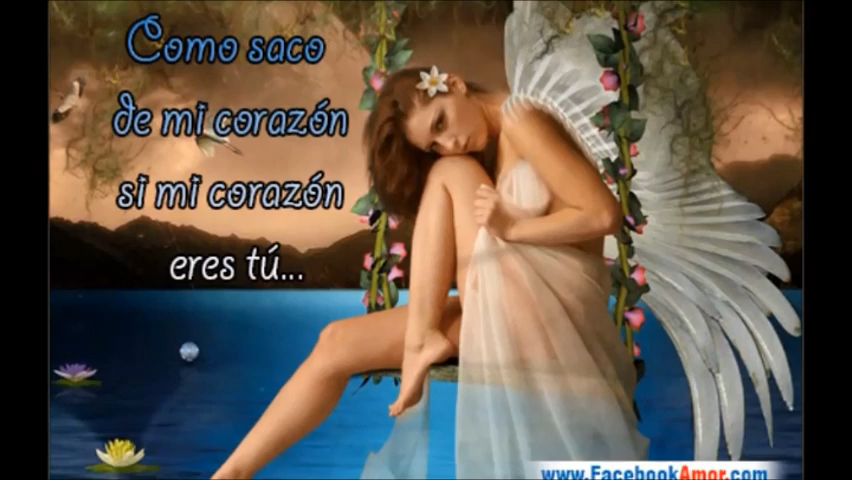 Como saco
de mi corazón
si mi corazón
eres tú...
www.FacebookAmor.com